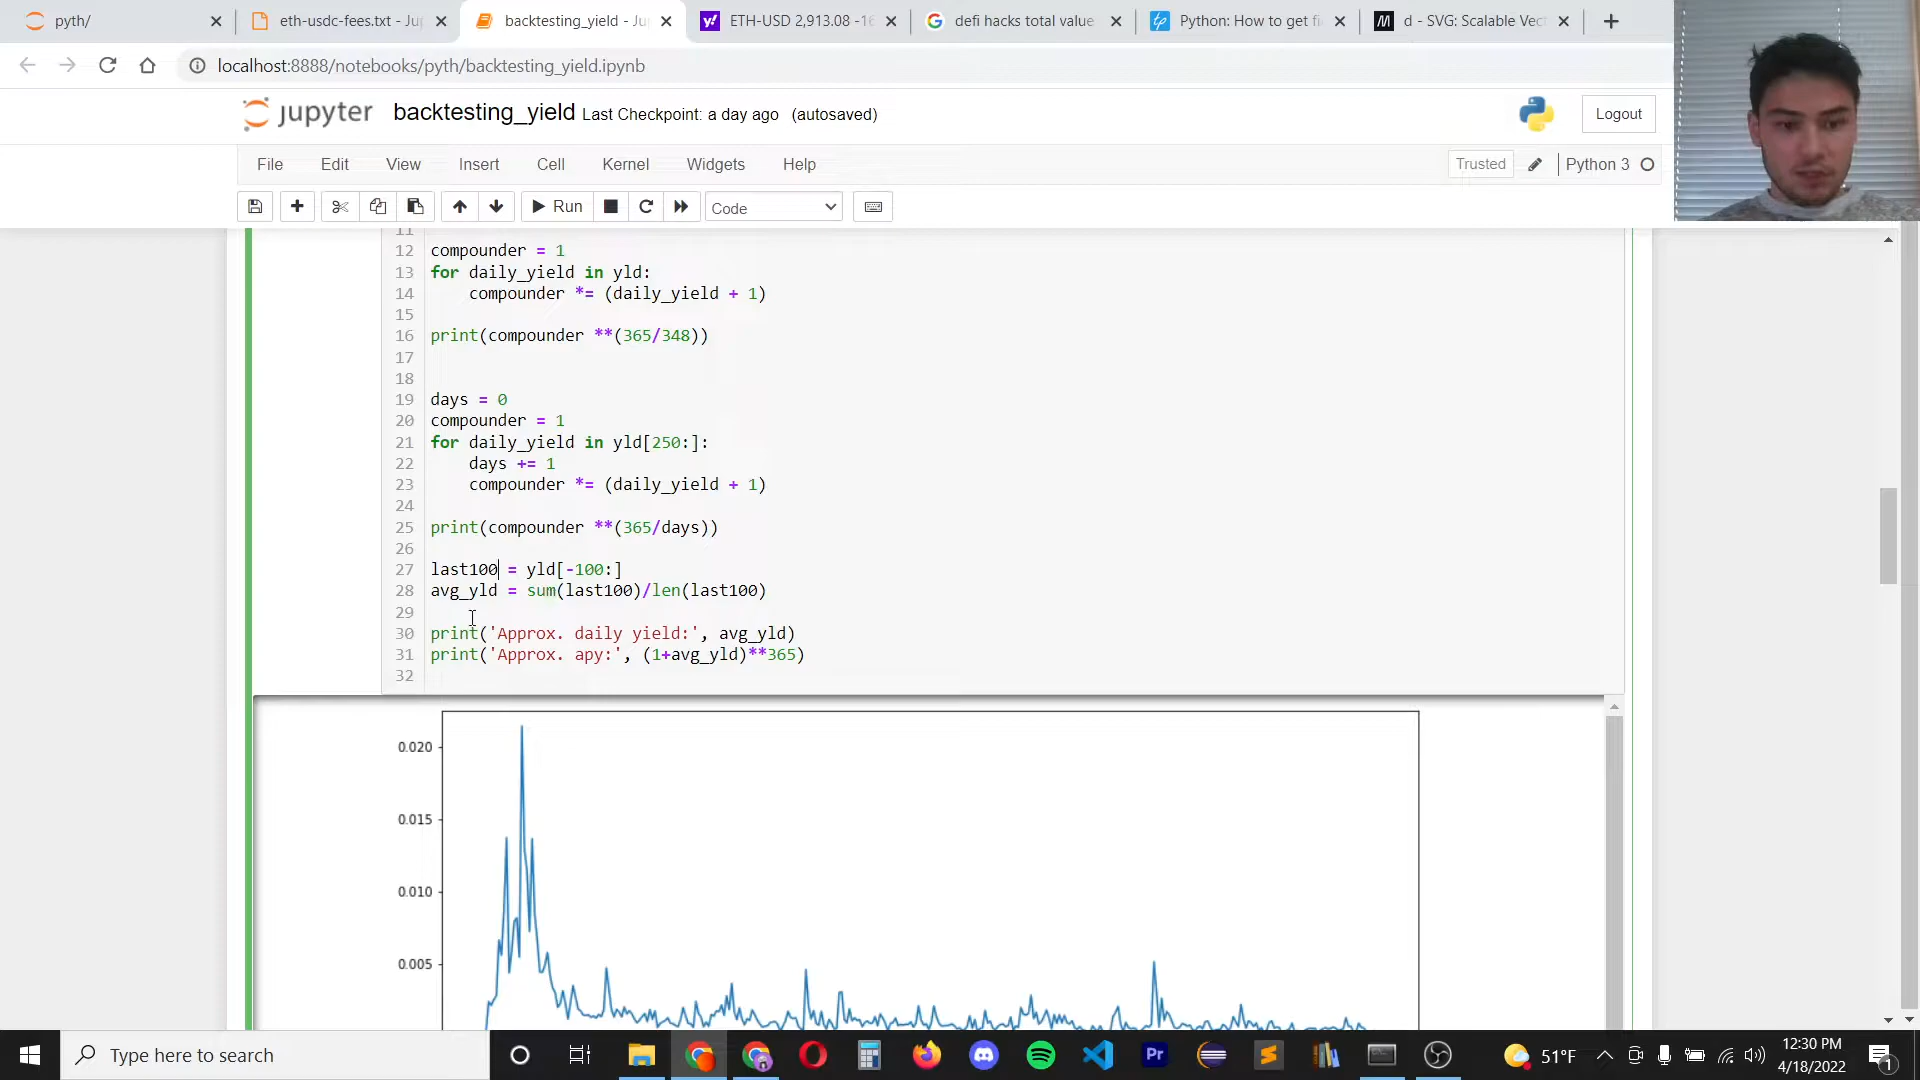 pyth/
eth-usdc-fees.txt - Ju
backtesting_yield - Ju
ETH-USD 2,913.08 -1
defi hacks total value
Python: How to get fi
d - SVG: Scalable Vect
localhost:8888/notebooks/pyth/backtesting_yield.ipynb
jupyter backtesting_yield Last Checkpoint: a day ago (autosaved)
Logout
File Edit View Insert Cell Kernel Widgets Help
Trusted Python 3
Run Code
11
12 compounder = 1
13 for daily_yield in yld:
14 compounder *= (daily_yield + 1)
15
16 print(compounder **(365/348))
17
18
19 days = 0
20 compounder = 1
21 for daily_yield in yld[250:]:
22 days += 1
23 compounder *= (daily_yield + 1)
24
25 print(compounder **(365/days))
26
27 last100 = yld[-100:]
28 avg_yld = sum(last100)/len(last100)
29
30 print('Approx. daily yield:', avg_yld)
31 print('Approx. apy:', (1+avg_yld)**365)
32
0.020
0.015
0.010
0.005
Type here to search
Pr
51°F
12:30 PM
4/18/2022
1